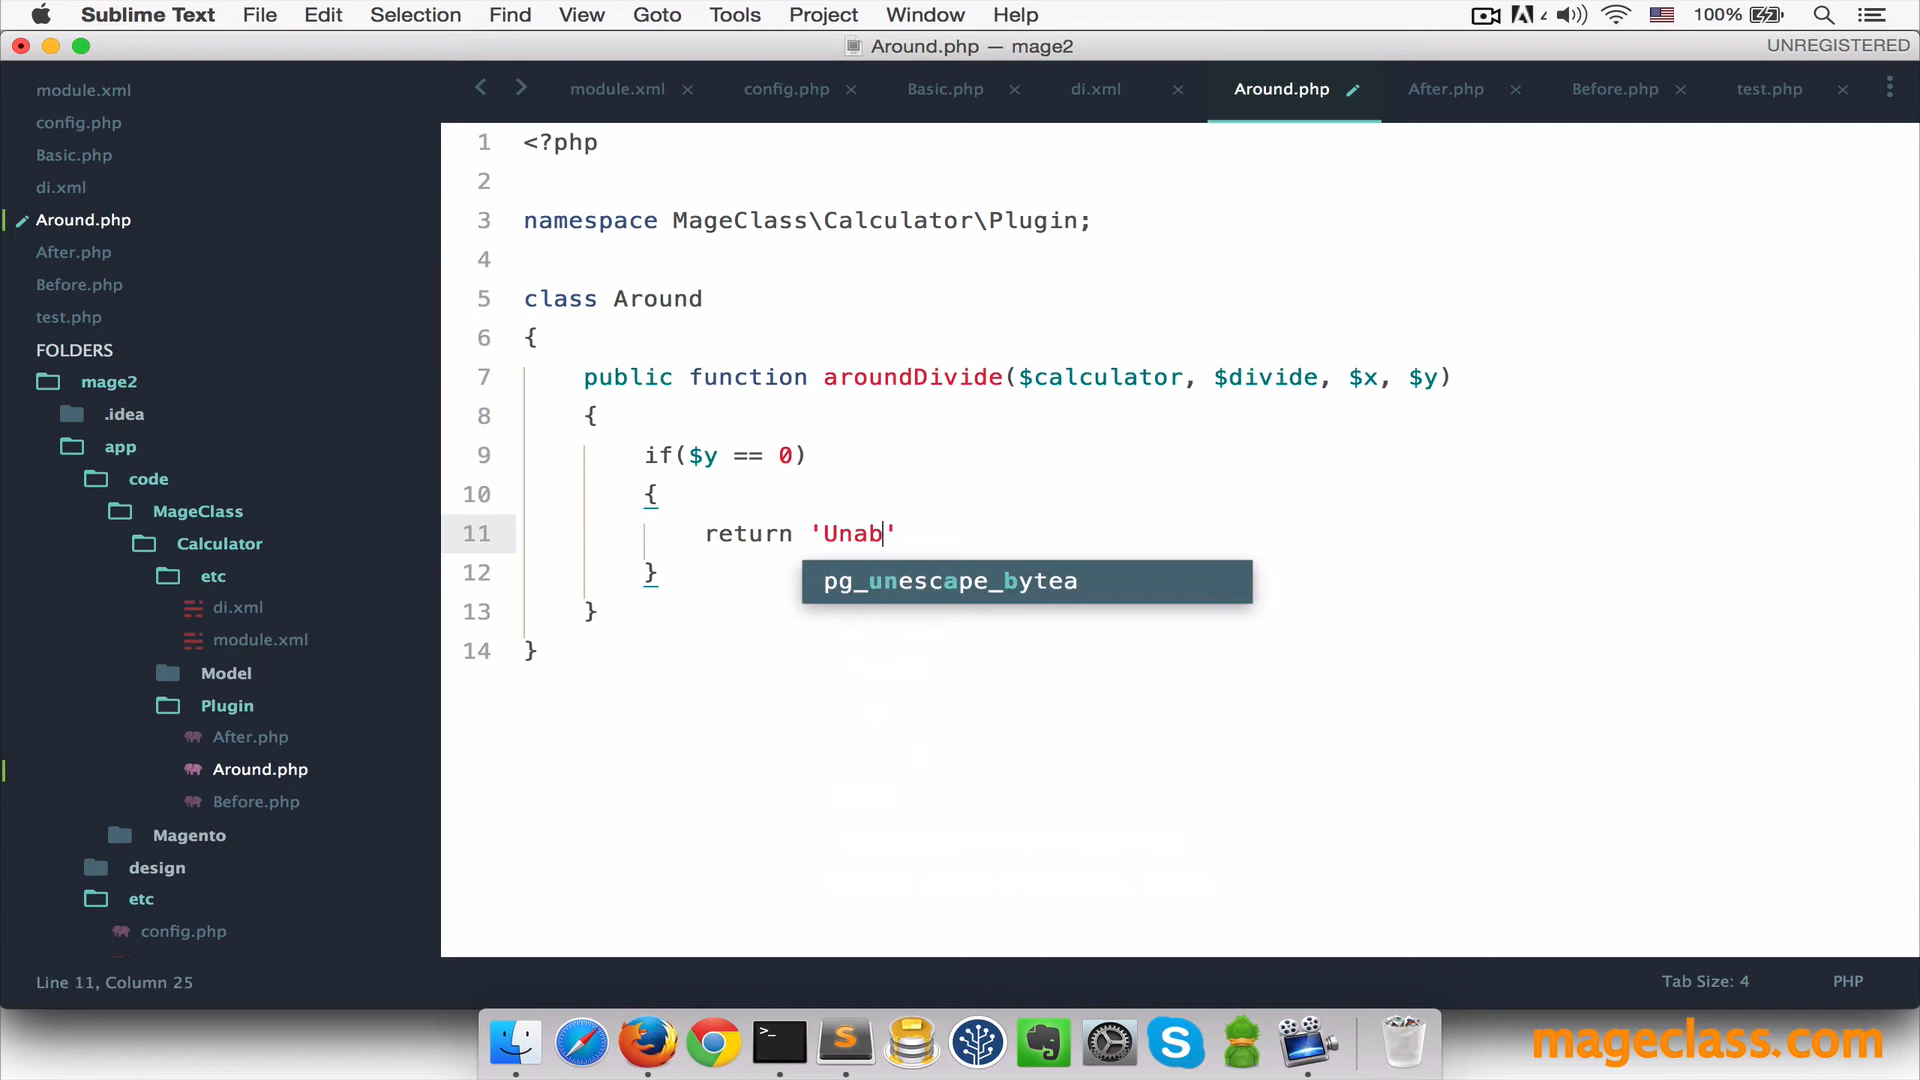 Sublime Text File Edit Selection Find View Goto Tools Project Window Help 4 100%
Around.php — mage2 UNREGISTERED
module.xml config.php Basic.php di.xml Around.php After.php Before.php test.php
module.xml
config.php
Basic.php
di.xml
Around.php
After.php
Before.php
test.php
FOLDERS
mage2
.idea
app
code
MageClass
Calculator
etc
di.xml
module.xml
Model
Plugin
After.php
Around.php
Before.php
Magento
design
etc
config.php
1 <?php
2
3 namespace MageClass\Calculator\Plugin;
4
5 class Around
6 {
7 public function aroundDivide($calculator, $divide, $x, $y)
8 {
9 if($y == 0)
10 {
11 return 'Unab'
pg_unescape_bytea
12 }
13 }
14 }
Line 11, Column 25 Tab Size: 4 PHP
mageclass.com